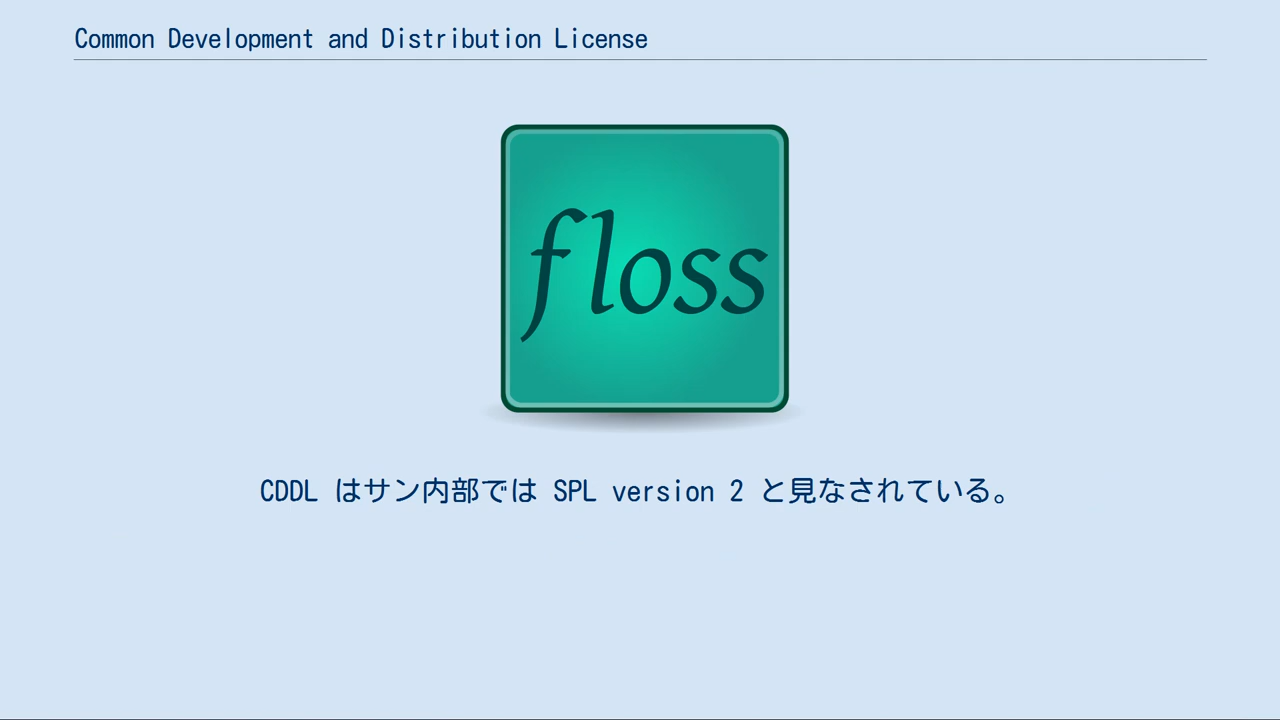 Common Development and Distribution License
floss
CDDL はサン内部では SPL version 2 と見なされている。